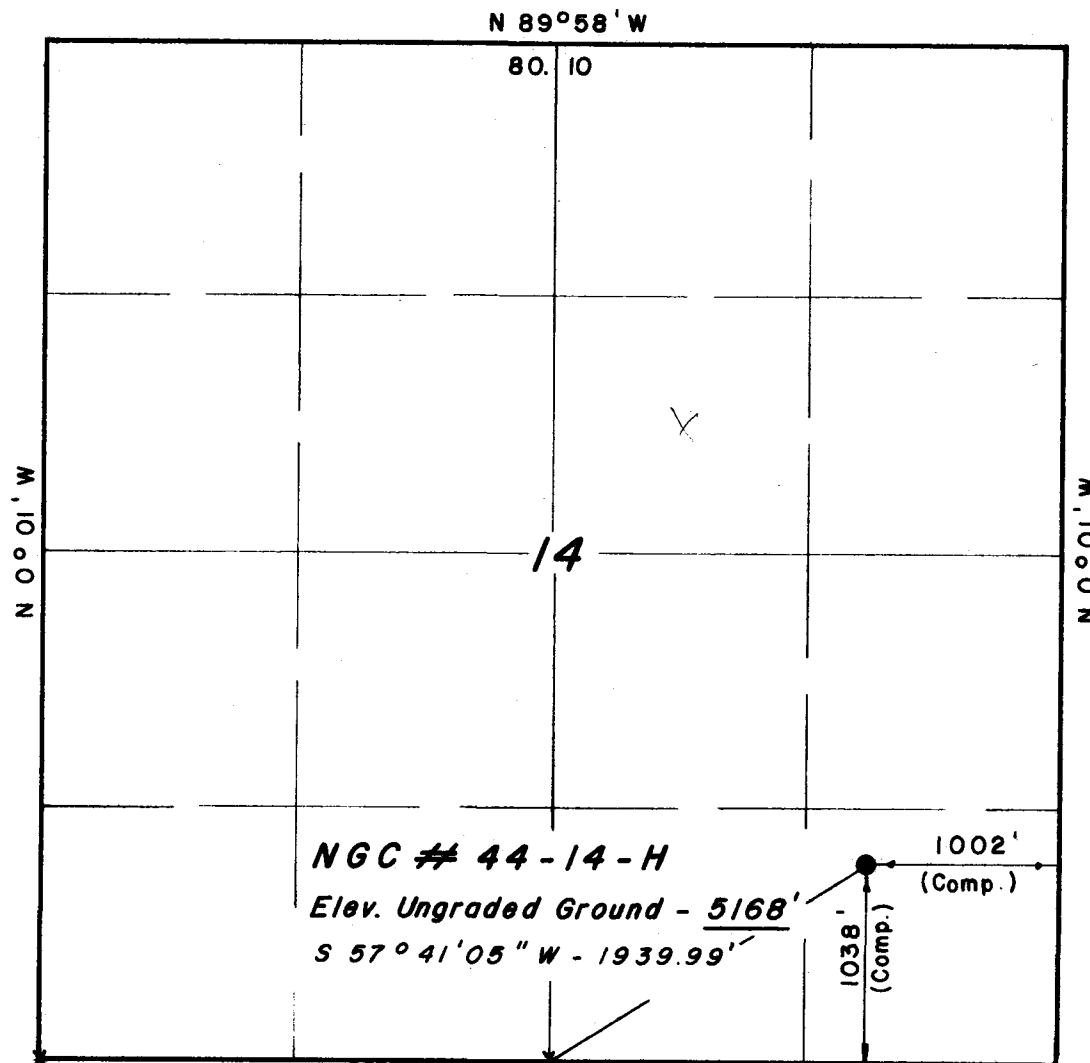 N 89°58' W
80.10
N 0°01' W
N 0°01' W
14
NGC # 44-14-H
Elev. Ungraded Ground - 5168'
S 57°41'05" W - 1939.99'
1002'
(Comp.)
1038'
(Comp.)